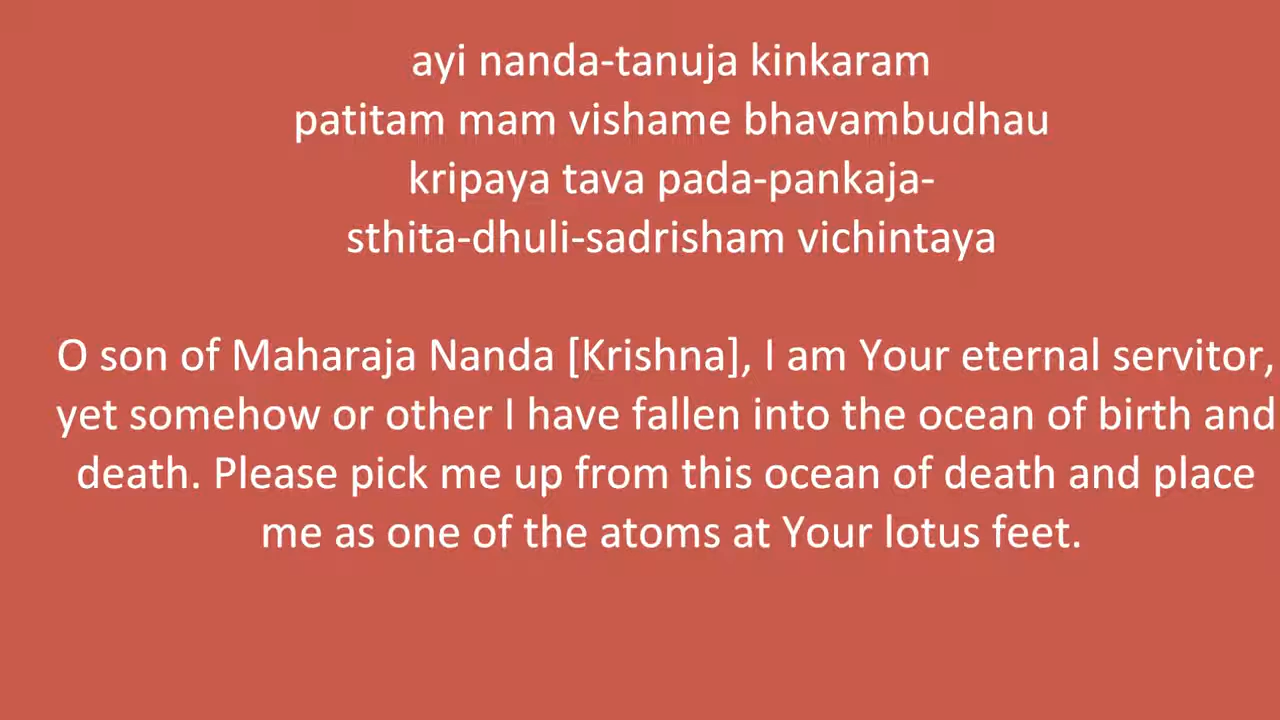 ayi nanda-tanuja kinkaram
patitam mam vishame bhavambudhau
kripaya tava pada-pankaja-
sthita-dhuli-sadrisham vichintaya
O son of Maharaja Nanda [Krishna], I am Your eternal servitor,
yet somehow or other I have fallen into the ocean of birth and
death. Please pick me up from this ocean of death and place
me as one of the atoms at Your lotus feet.